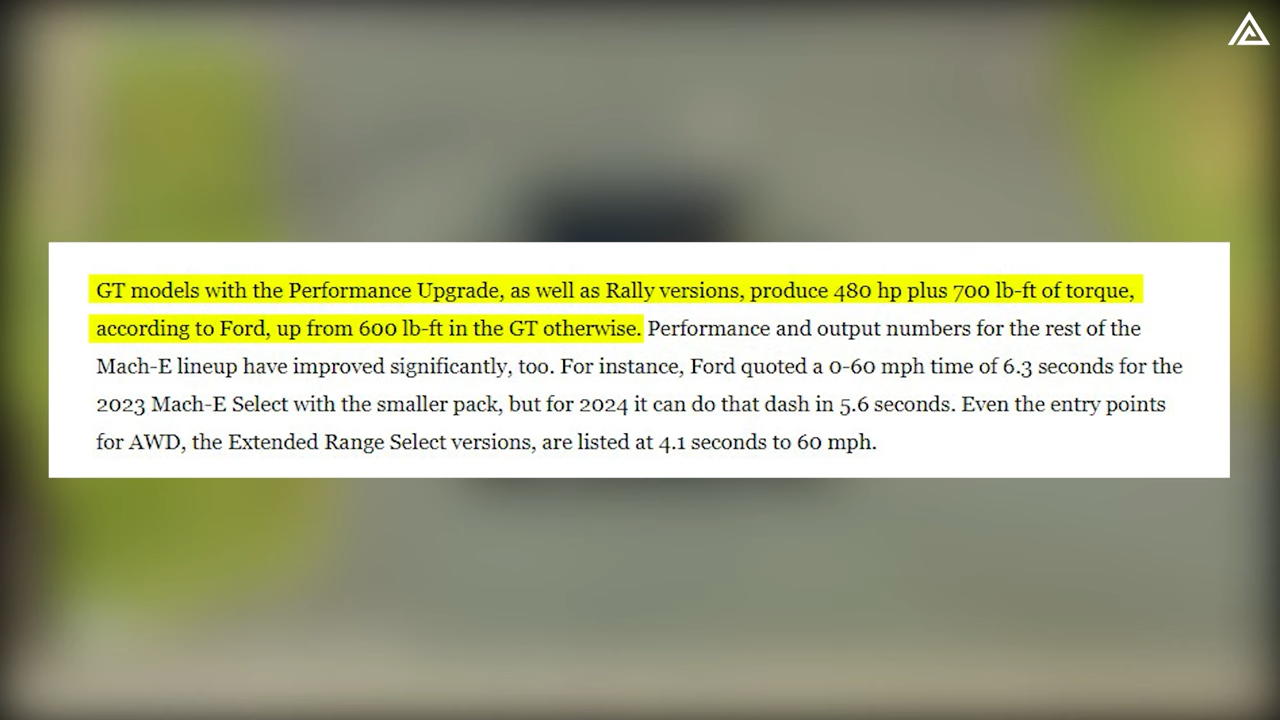 GT models with the Performance Upgrade, as well as Rally versions, produce 480 hp plus 700 lb-ft of torque,
according to Ford, up from 600 lb-ft in the GT otherwise. Performance and output numbers for the rest of the
Mach-E lineup have improved significantly, too. For instance, Ford quoted a 0-60 mph time of 6.3 seconds for the
2023 Mach-E Select with the smaller pack, but for 2024 it can do that dash in 5.6 seconds. Even the entry points
for AWD, the Extended Range Select versions, are listed at 4.1 seconds to 60 mph.